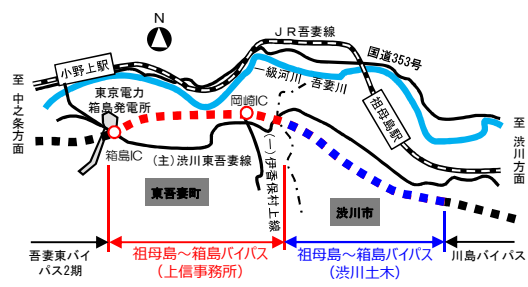 N
JR吾妻線
国道353号
小野上駅
至 中之条方面
東京電力
箱島発電所
一級河川 吾妻川
岡崎IC
祖母島駅
至 渋川方面
箱島IC
(主)渋川東吾妻線
(一)伊香保村上線
東吾妻町
渋川市
吾妻東バイ
パス2期
祖母島~箱島バイパス
(上信事務所)
祖母島~箱島バイパス
(渋川土木)
川島バイパス